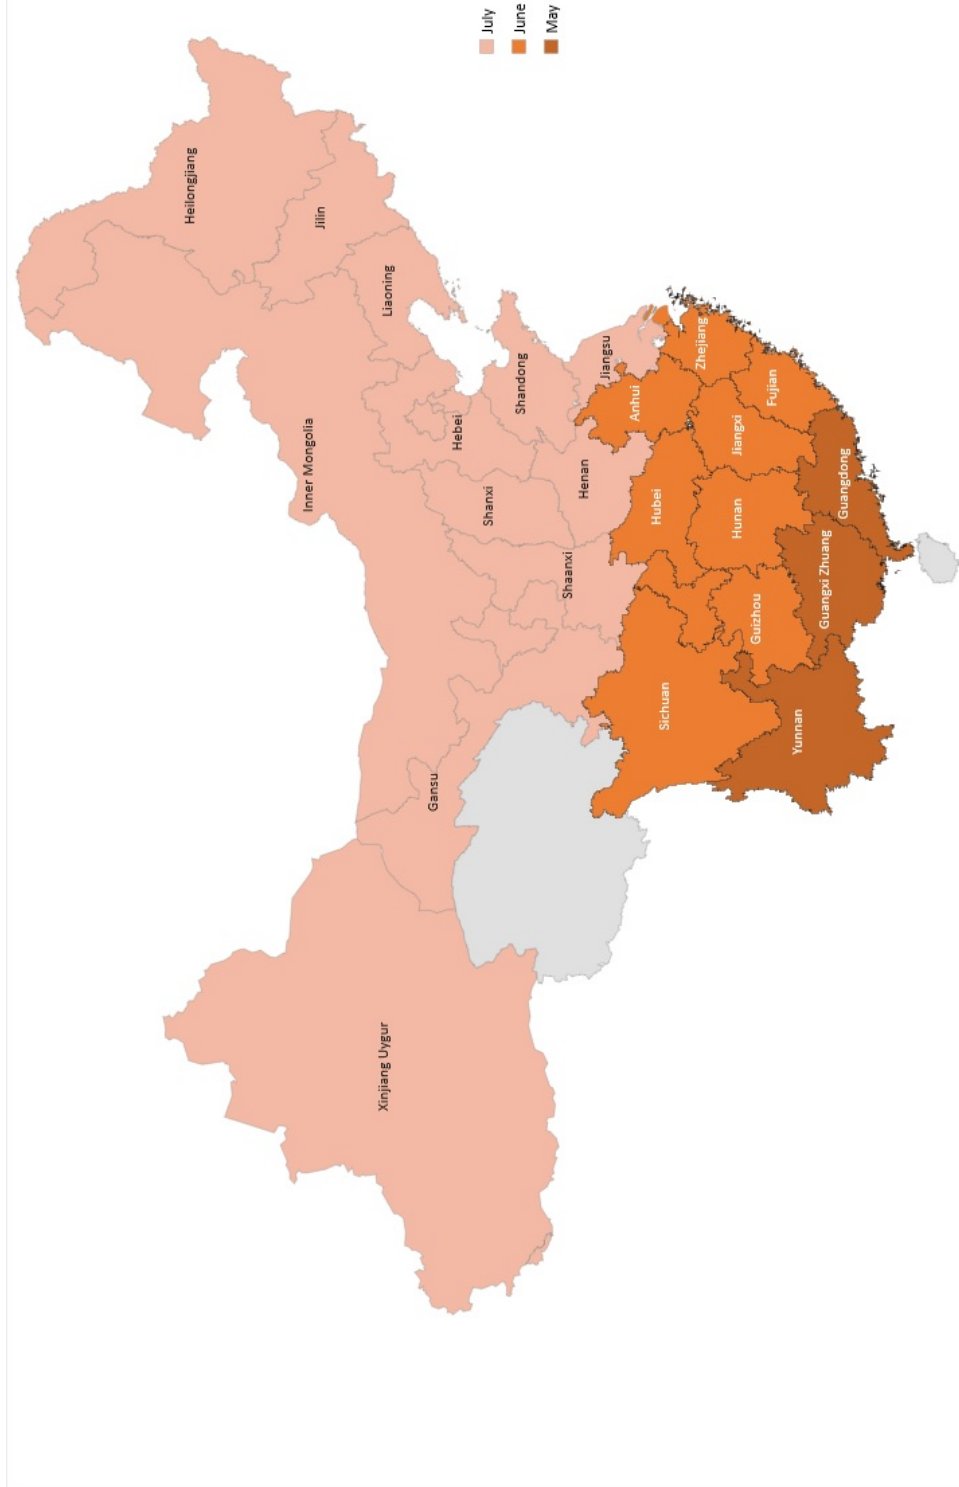 Heilongjiang
Jilin
Liaoning
Inner Mongolia
Hebei
Shandong
Shanxi
Jiangsu
Henan
Shaanxi
Gansu
Xinjiang Uygur
Anhui
Zhejiang
Hubei
Sichuan
Jiangxi
Fujian
Hunan
Guizhou
Guangdong
Guangxi Zhuang
Yunnan
July
June
May